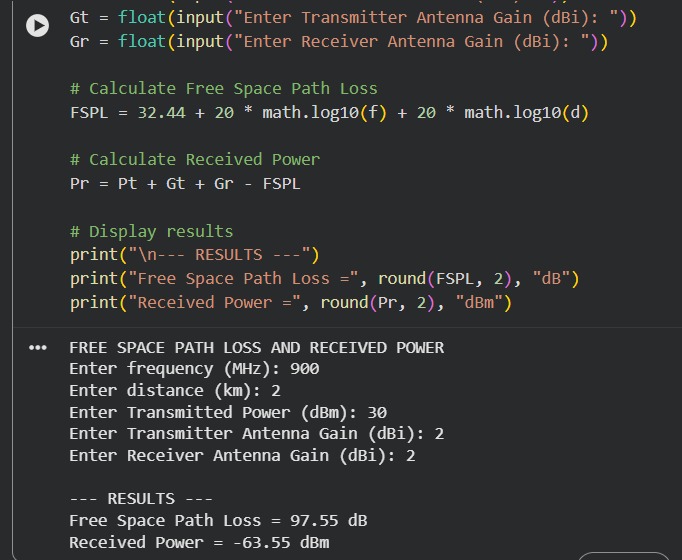 Gt = float(input("Enter Transmitter Antenna Gain (dBi): "))
Gr = float(input("Enter Receiver Antenna Gain (dBi): "))
# Calculate Free Space Path Loss
FSPL = 32.44 + 20 * math.log10(f) + 20 * math.log10(d)
# Calculate Received Power
Pr = Pt + Gt + Gr - FSPL
# Display results
print("\n--- RESULTS ---")
print("Free Space Path Loss =", round(FSPL, 2), "dB")
print("Received Power =", round(Pr, 2), "dBm")
FREE SPACE PATH LOSS AND RECEIVED POWER
Enter frequency (MHz): 900
Enter distance (km): 2
Enter Transmitted Power (dBm): 30
Enter Transmitter Antenna Gain (dBi): 2
Enter Receiver Antenna Gain (dBi): 2
--- RESULTS ---
Free Space Path Loss = 97.55 dB
Received Power = -63.55 dBm